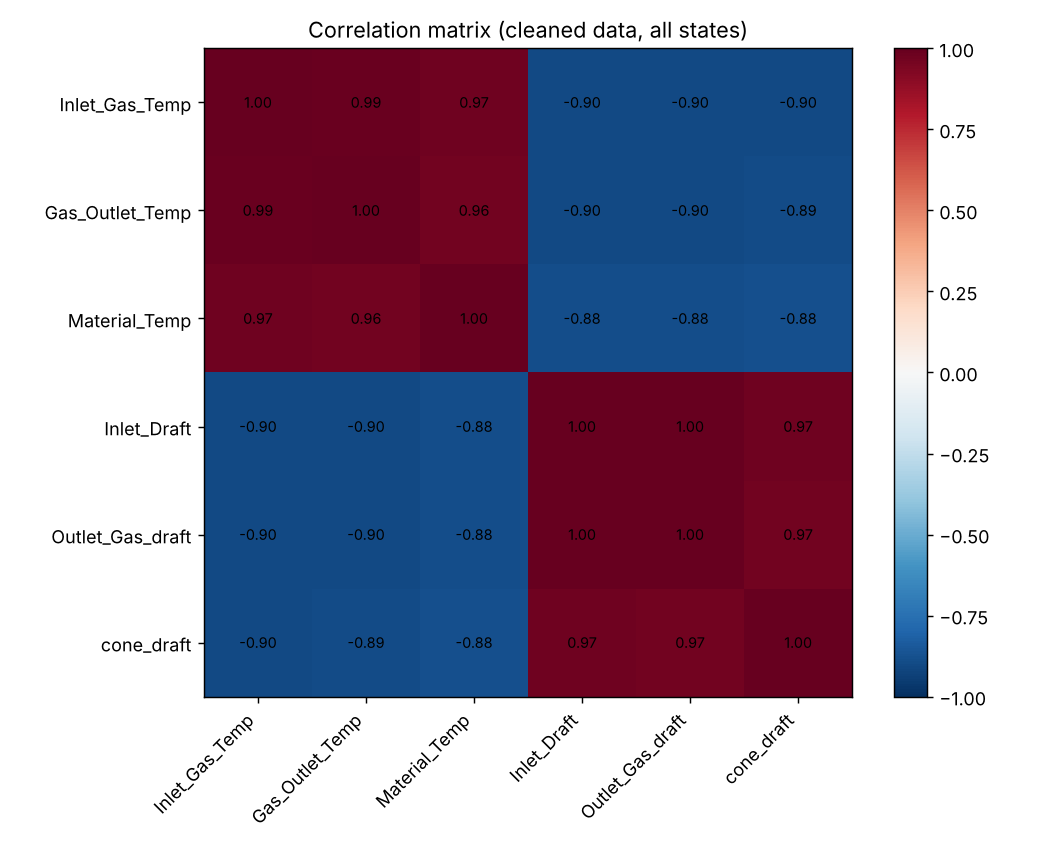 Correlation matrix (cleaned data, all states)
Inlet_Gas_Temp 1.00 0.99 0.97 −0.90 −0.90 −0.90
Gas_Outlet_Temp 0.99 1.00 0.96 −0.90 −0.90 −0.89
Material_Temp 0.97 0.96 1.00 −0.88 −0.88 −0.88
Inlet_Draft −0.90 −0.90 −0.88 1.00 1.00 0.97
Outlet_Gas_draft −0.90 −0.90 −0.88 1.00 1.00 0.97
cone_draft −0.90 −0.89 −0.88 0.97 0.97 1.00
Inlet_Gas_Temp
Gas_Outlet_Temp
Material_Temp
Inlet_Draft
Outlet_Gas_draft
cone_draft
1.00
0.75
0.50
0.25
0.00
−0.25
−0.50
−0.75
−1.00